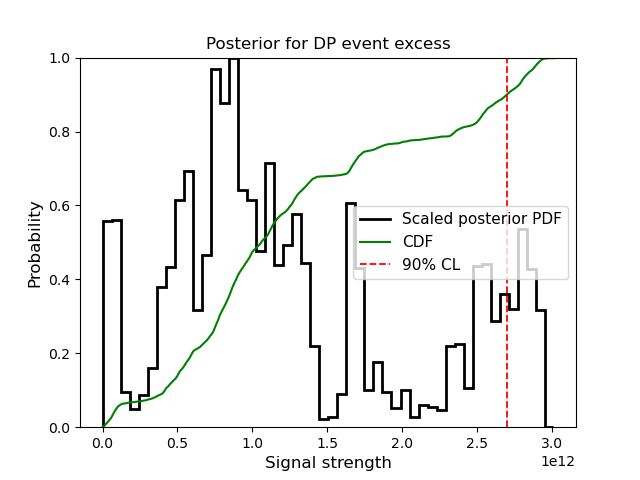 Posterior for DP event excess
Probability
1.0
0.8
0.6
0.4
0.2
0.0
Scaled posterior PDF
CDF
90% CL
0.0 0.5 1.0 1.5 2.0 2.5 3.0
1e12
Signal strength